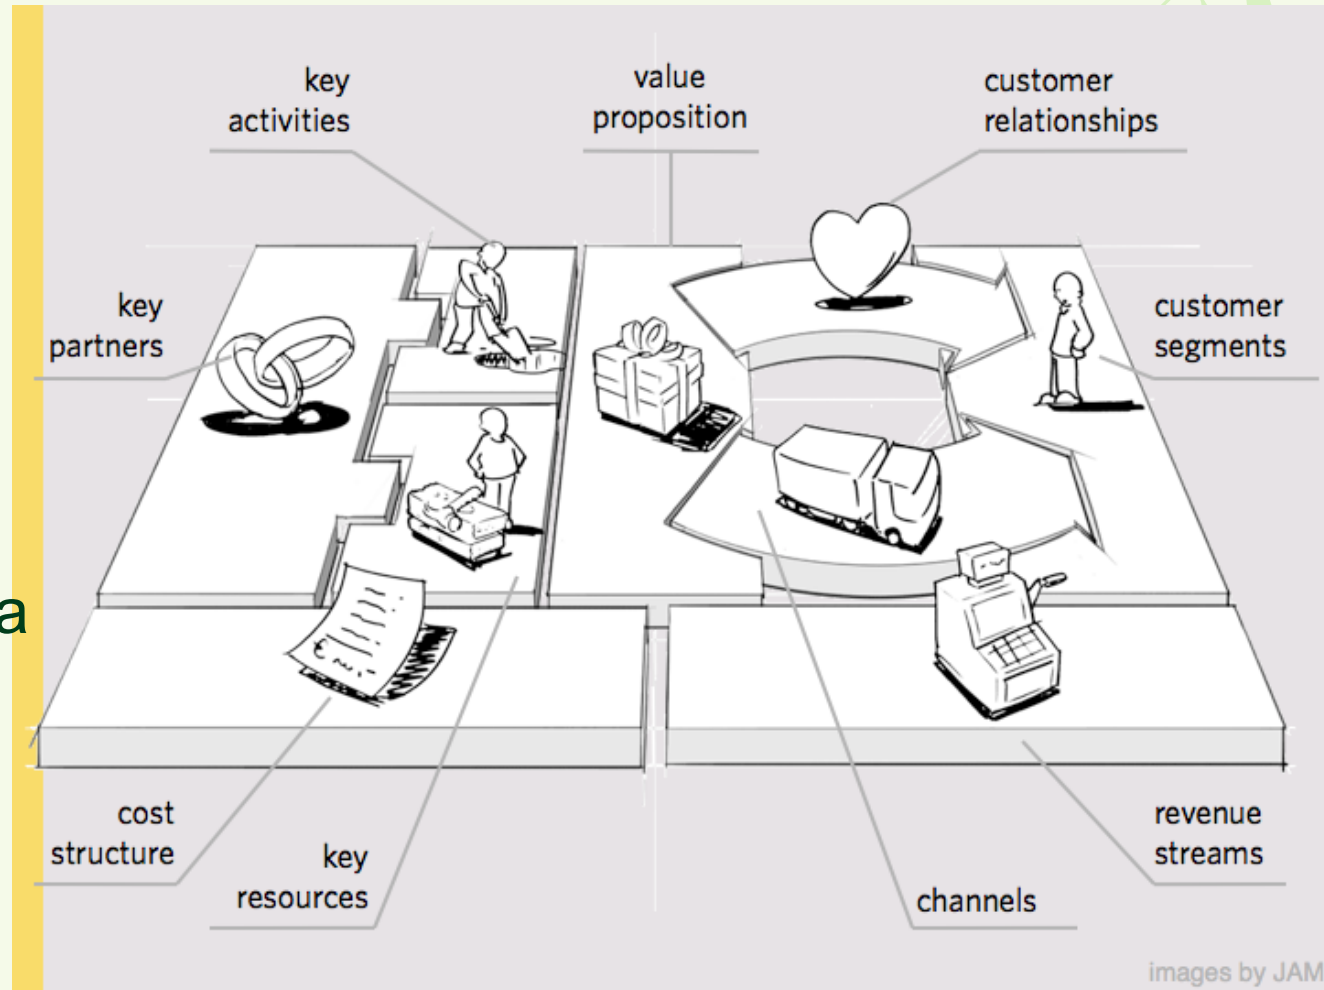 key
activities
value
proposition
customer
relationships
key
partners
customer
segments
a
cost
structure
key
resources
channels
revenue
streams
images by JAM